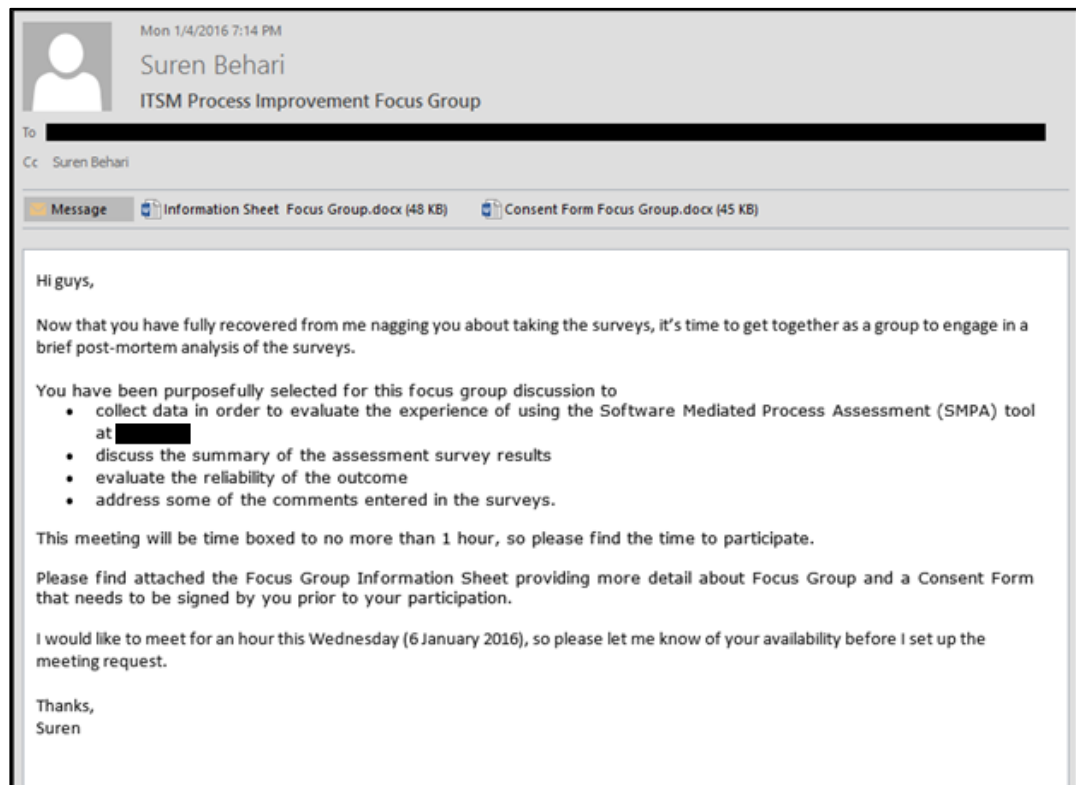 Mon 1/4/2016 7:14 PM
Suren Behari
ITSM Process Improvement Focus Group
To
Cc Suren Behari
Message Information Sheet Focus Group.docx (48 KB) Consent Form Focus Group.docx (45 KB)
Hi guys,
Now that you have fully recovered from me nagging you about taking the surveys, it's time to get together as a group to engage in a
brief post-mortem analysis of the surveys.
You have been purposefully selected for this focus group discussion to
• collect data in order to evaluate the experience of using the Software Mediated Process Assessment (SMPA) tool
at
• discuss the summary of the assessment survey results
• evaluate the reliability of the outcome
• address some of the comments entered in the surveys.
This meeting will be time boxed to no more than 1 hour, so please find the time to participate.
Please find attached the Focus Group Information Sheet providing more detail about Focus Group and a Consent Form
that needs to be signed by you prior to your participation.
I would like to meet for an hour this Wednesday (6 January 2016), so please let me know of your availability before I set up the
meeting request.
Thanks,
Suren